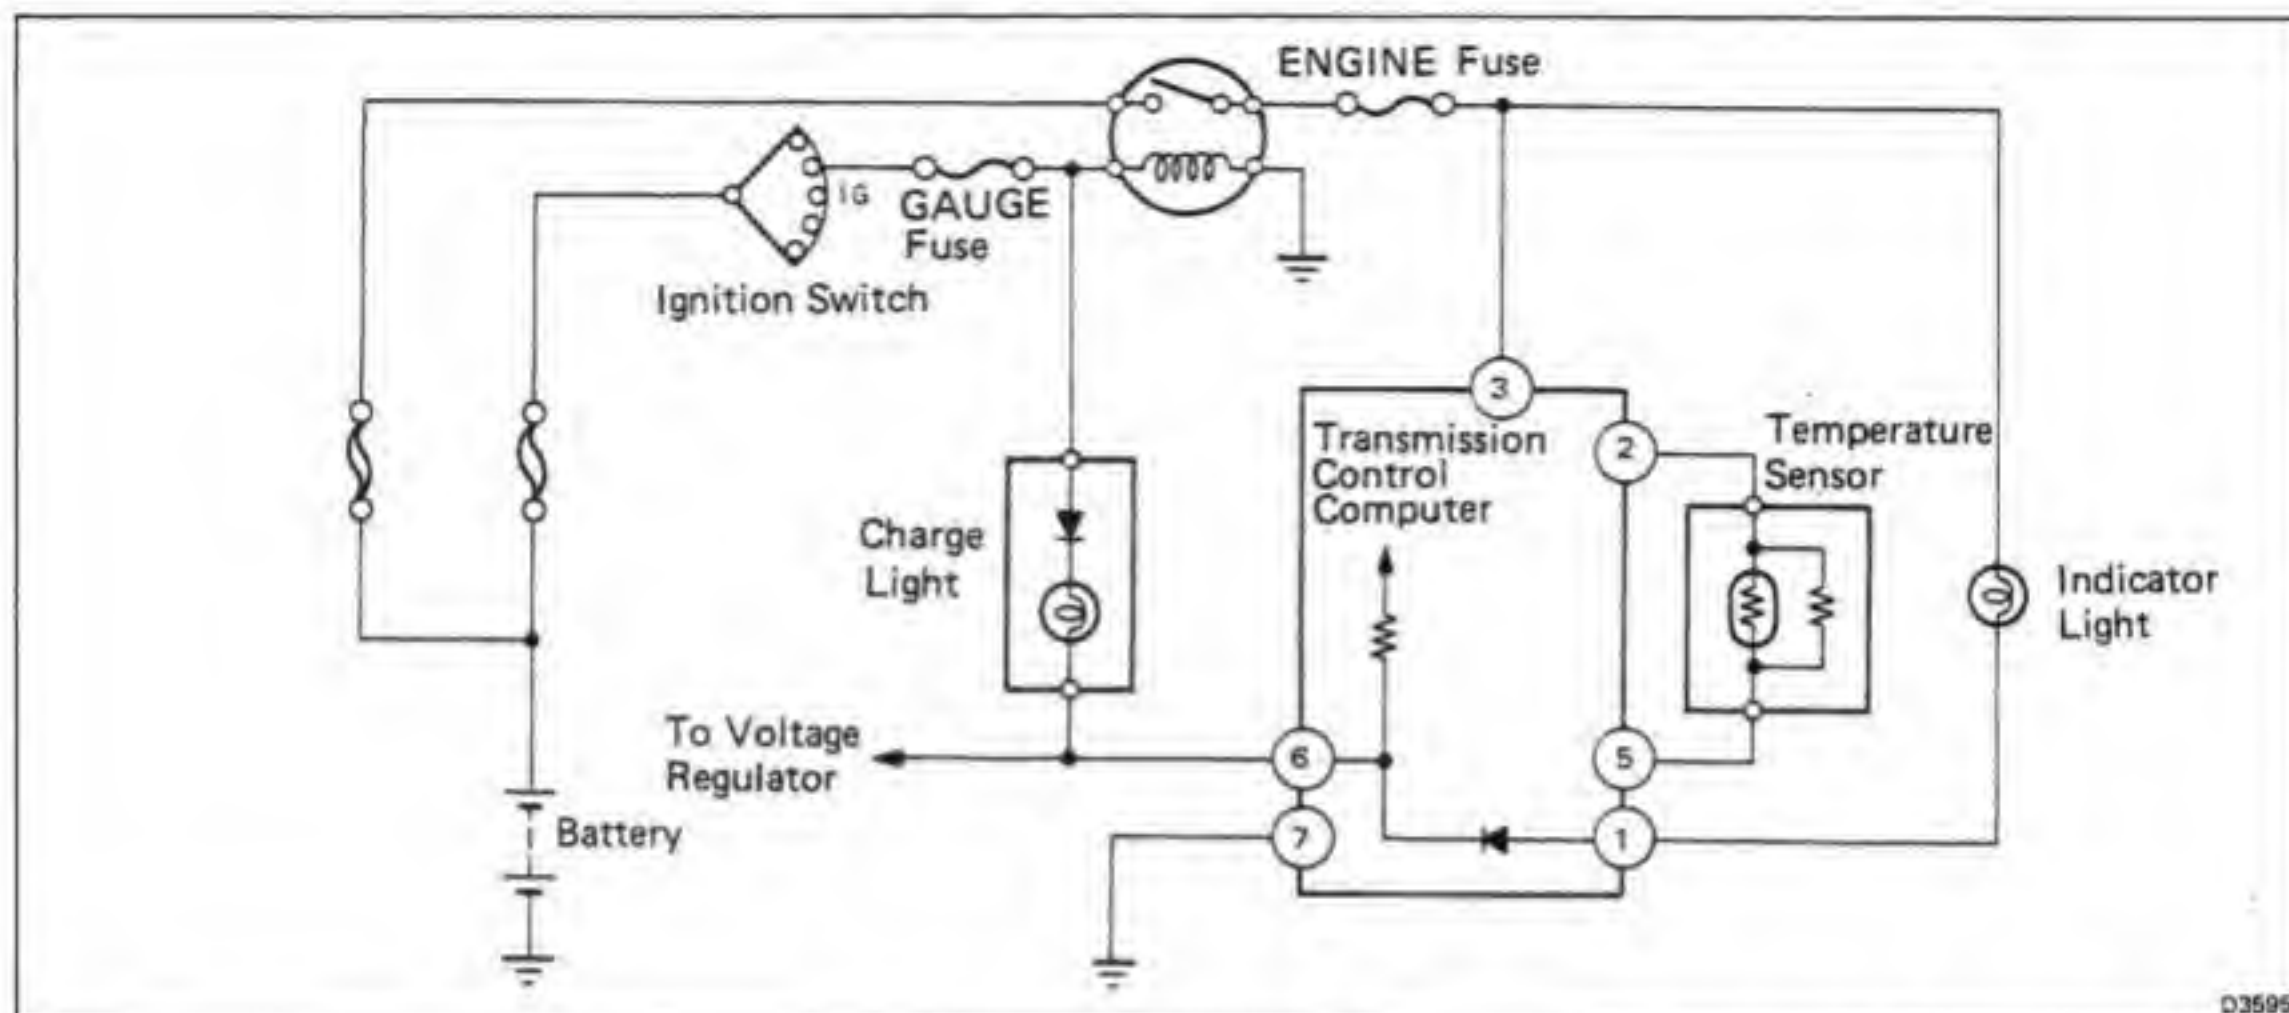 ENGINE Fuse
IG
GAUGE
Fuse
Ignition Switch
3
Transmission
Control
Computer
2
Temperature
Sensor
Charge
Light
Indicator
Light
To Voltage
Regulator
6
5
Battery
7
1
D3595